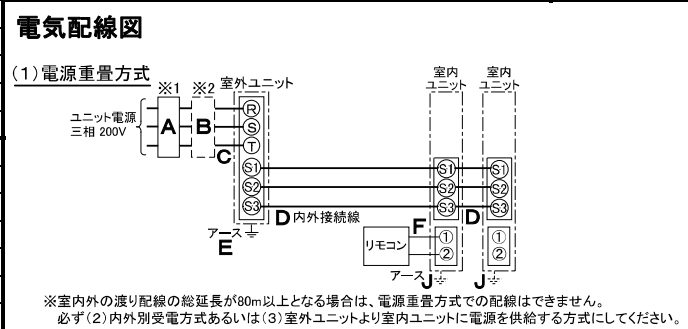 電気配線図
(1)電源重畳方式
※1 ※2 室外ユニット 室内ユニット 室内ユニット
ユニット電源
三相 200V
A B C
R
S
T
S1 S1 S1
S2 S2 S2
S3 S3 S3
D 内外接続線 D
アース E
F
リモコン
① ①
② ②
アース J J
※室内外の渡り配線の総延長が80m以上となる場合は、電源重畳方式での配線はできません。
必ず(2)内外別受電方式あるいは(3)室外ユニットより室内ユニットに電源を供給する方式にしてください。